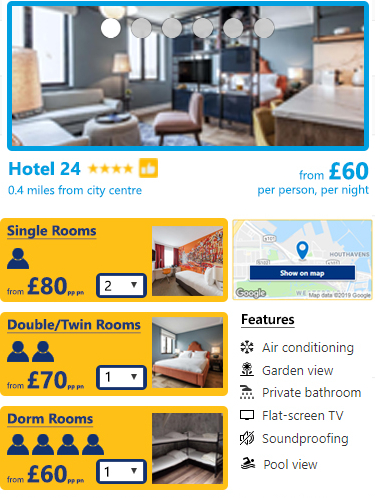 Hotel 24
from £60
0.4 miles from city centre
per person, per night
Single Rooms
from £80 pp pn
2
Double/Twin Rooms
from £70 pp pn
1
Dorm Rooms
from £60 pp pn
1
HOUTHAVENS
Show on map
Google
Map data ©2019 Google
Features
Air conditioning
Garden view
Private bathroom
Flat-screen TV
Soundproofing
Pool view